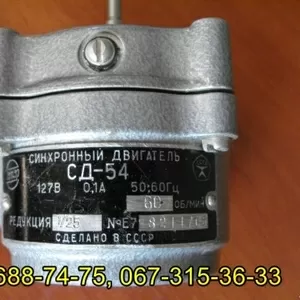 СИНХРОННЫЙ ДВИГАТЕЛЬ
СД-54
127В 0,1А 50;60ГЦ
ОБ/МИН
РЕДУКЦИЯ 1/25 №Е7
СДЕЛАНО В СССР
688-74-75, 067-315-36-33